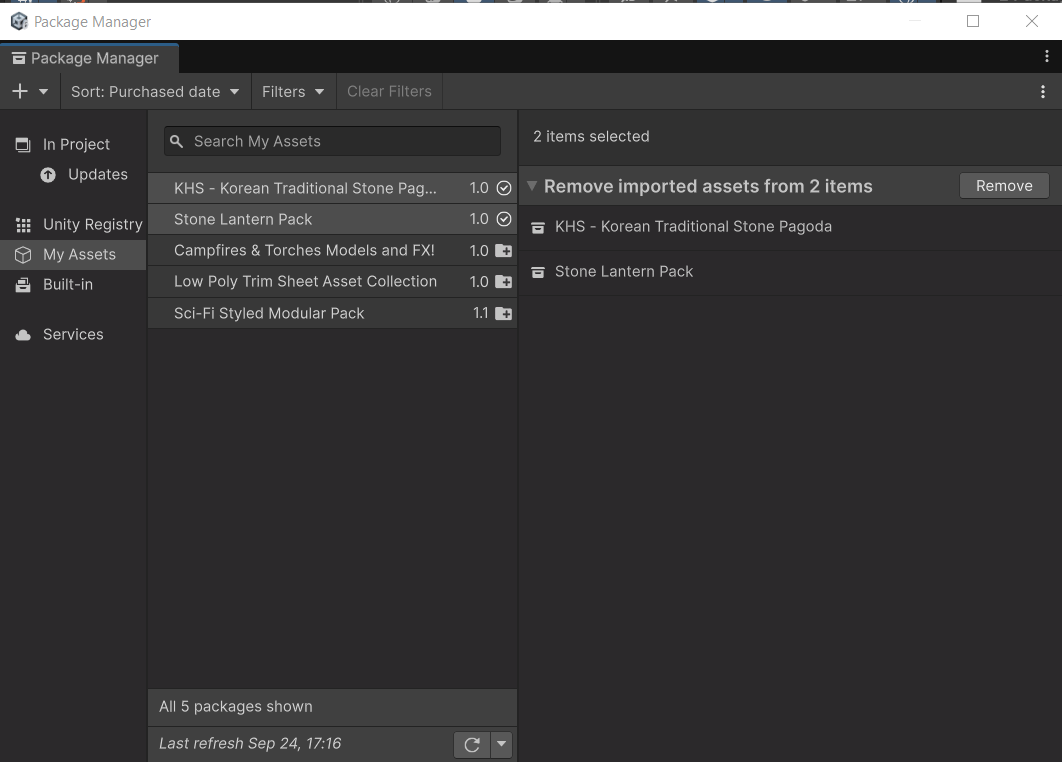 Package Manager
Package Manager
Sort: Purchased date
Filters
Clear Filters
In Project
Updates
Unity Registry
My Assets
Built-in
Services
Search My Assets
KHS - Korean Traditional Stone Pag... 1.0
Stone Lantern Pack 1.0
Campfires & Torches Models and FX! 1.0
Low Poly Trim Sheet Asset Collection 1.0
Sci-Fi Styled Modular Pack 1.1
All 5 packages shown
Last refresh Sep 24, 17:16
2 items selected
Remove imported assets from 2 items
Remove
KHS - Korean Traditional Stone Pagoda
Stone Lantern Pack